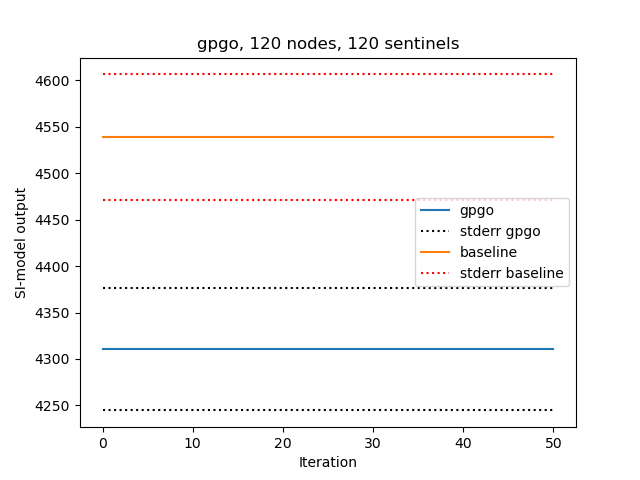 gpgo, 120 nodes, 120 sentinels
4600
4550
4500
4450
4400
4350
4300
4250
SI-model output
gpgo
stderr gpgo
baseline
stderr baseline
0 10 20 30 40 50
Iteration